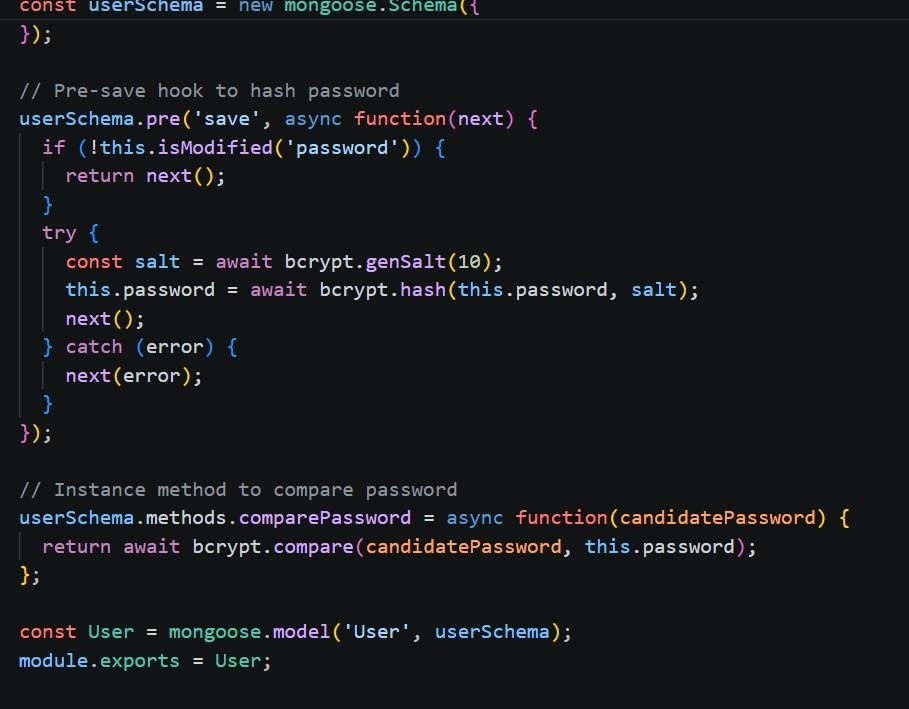 const userSchema = new mongoose.Schema({
});
// Pre-save hook to hash password
userSchema.pre('save', async function(next) {
if (!this.isModified('password')) {
return next();
}
try {
const salt = await bcrypt.genSalt(10);
this.password = await bcrypt.hash(this.password, salt);
next();
} catch (error) {
next(error);
}
});
// Instance method to compare password
userSchema.methods.comparePassword = async function(candidatePassword) {
return await bcrypt.compare(candidatePassword, this.password);
};
const User = mongoose.model('User', userSchema);
module.exports = User;